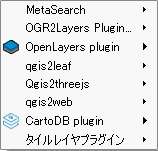 MetaSearch
OGR2Layers Plugin...
OpenLayers plugin
qgis2leaf
Qgis2threejs
qgis2web
CartoDB plugin
タイルレイヤプラグイン